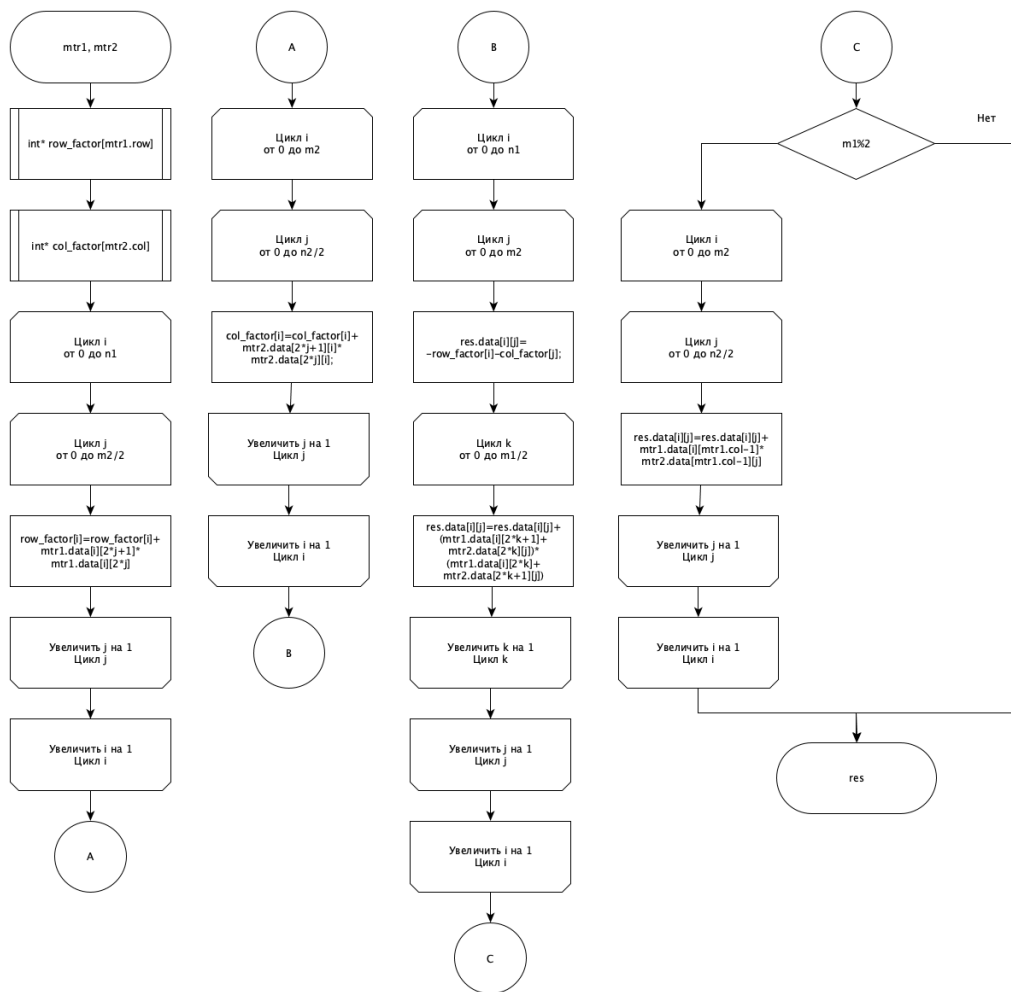 mtr1, mtr2
int* row_factor[mtr1.row]
int* col_factor[mtr2.col]
Цикл i
от 0 до n1
Цикл j
от 0 до m2/2
row_factor[i]=row_factor[i]+
mtr1.data[i][2*j+1]*
mtr1.data[i][2*j]
Увеличить j на 1
Цикл j
Увеличить i на 1
Цикл i
A
A
Цикл i
от 0 до m2
Цикл j
от 0 до n2/2
col_factor[i]=col_factor[i]+
mtr2.data[2*j+1][i]*
mtr2.data[2*j][i];
Увеличить j на 1
Цикл j
Увеличить i на 1
Цикл i
B
B
Цикл i
от 0 до n1
Цикл j
от 0 до m2
res.data[i][j]=
-row_factor[i]-col_factor[j];
Цикл k
от 0 до m1/2
res.data[i][j]=res.data[i][j]+
(mtr1.data[i][2*k+1]+
mtr2.data[2*k][j])*
(mtr1.data[i][2*k]+
mtr2.data[2*k+1][j])
Увеличить k на 1
Цикл k
Увеличить j на 1
Цикл j
Увеличить i на 1
Цикл i
C
C
m1%2
Нет
Цикл i
от 0 до m2
Цикл j
от 0 до n2/2
res.data[i][j]=res.data[i][j]+
mtr1.data[i][mtr1.col-1]*
mtr2.data[mtr1.col-1][j]
Увеличить j на 1
Цикл j
Увеличить i на 1
Цикл i
res